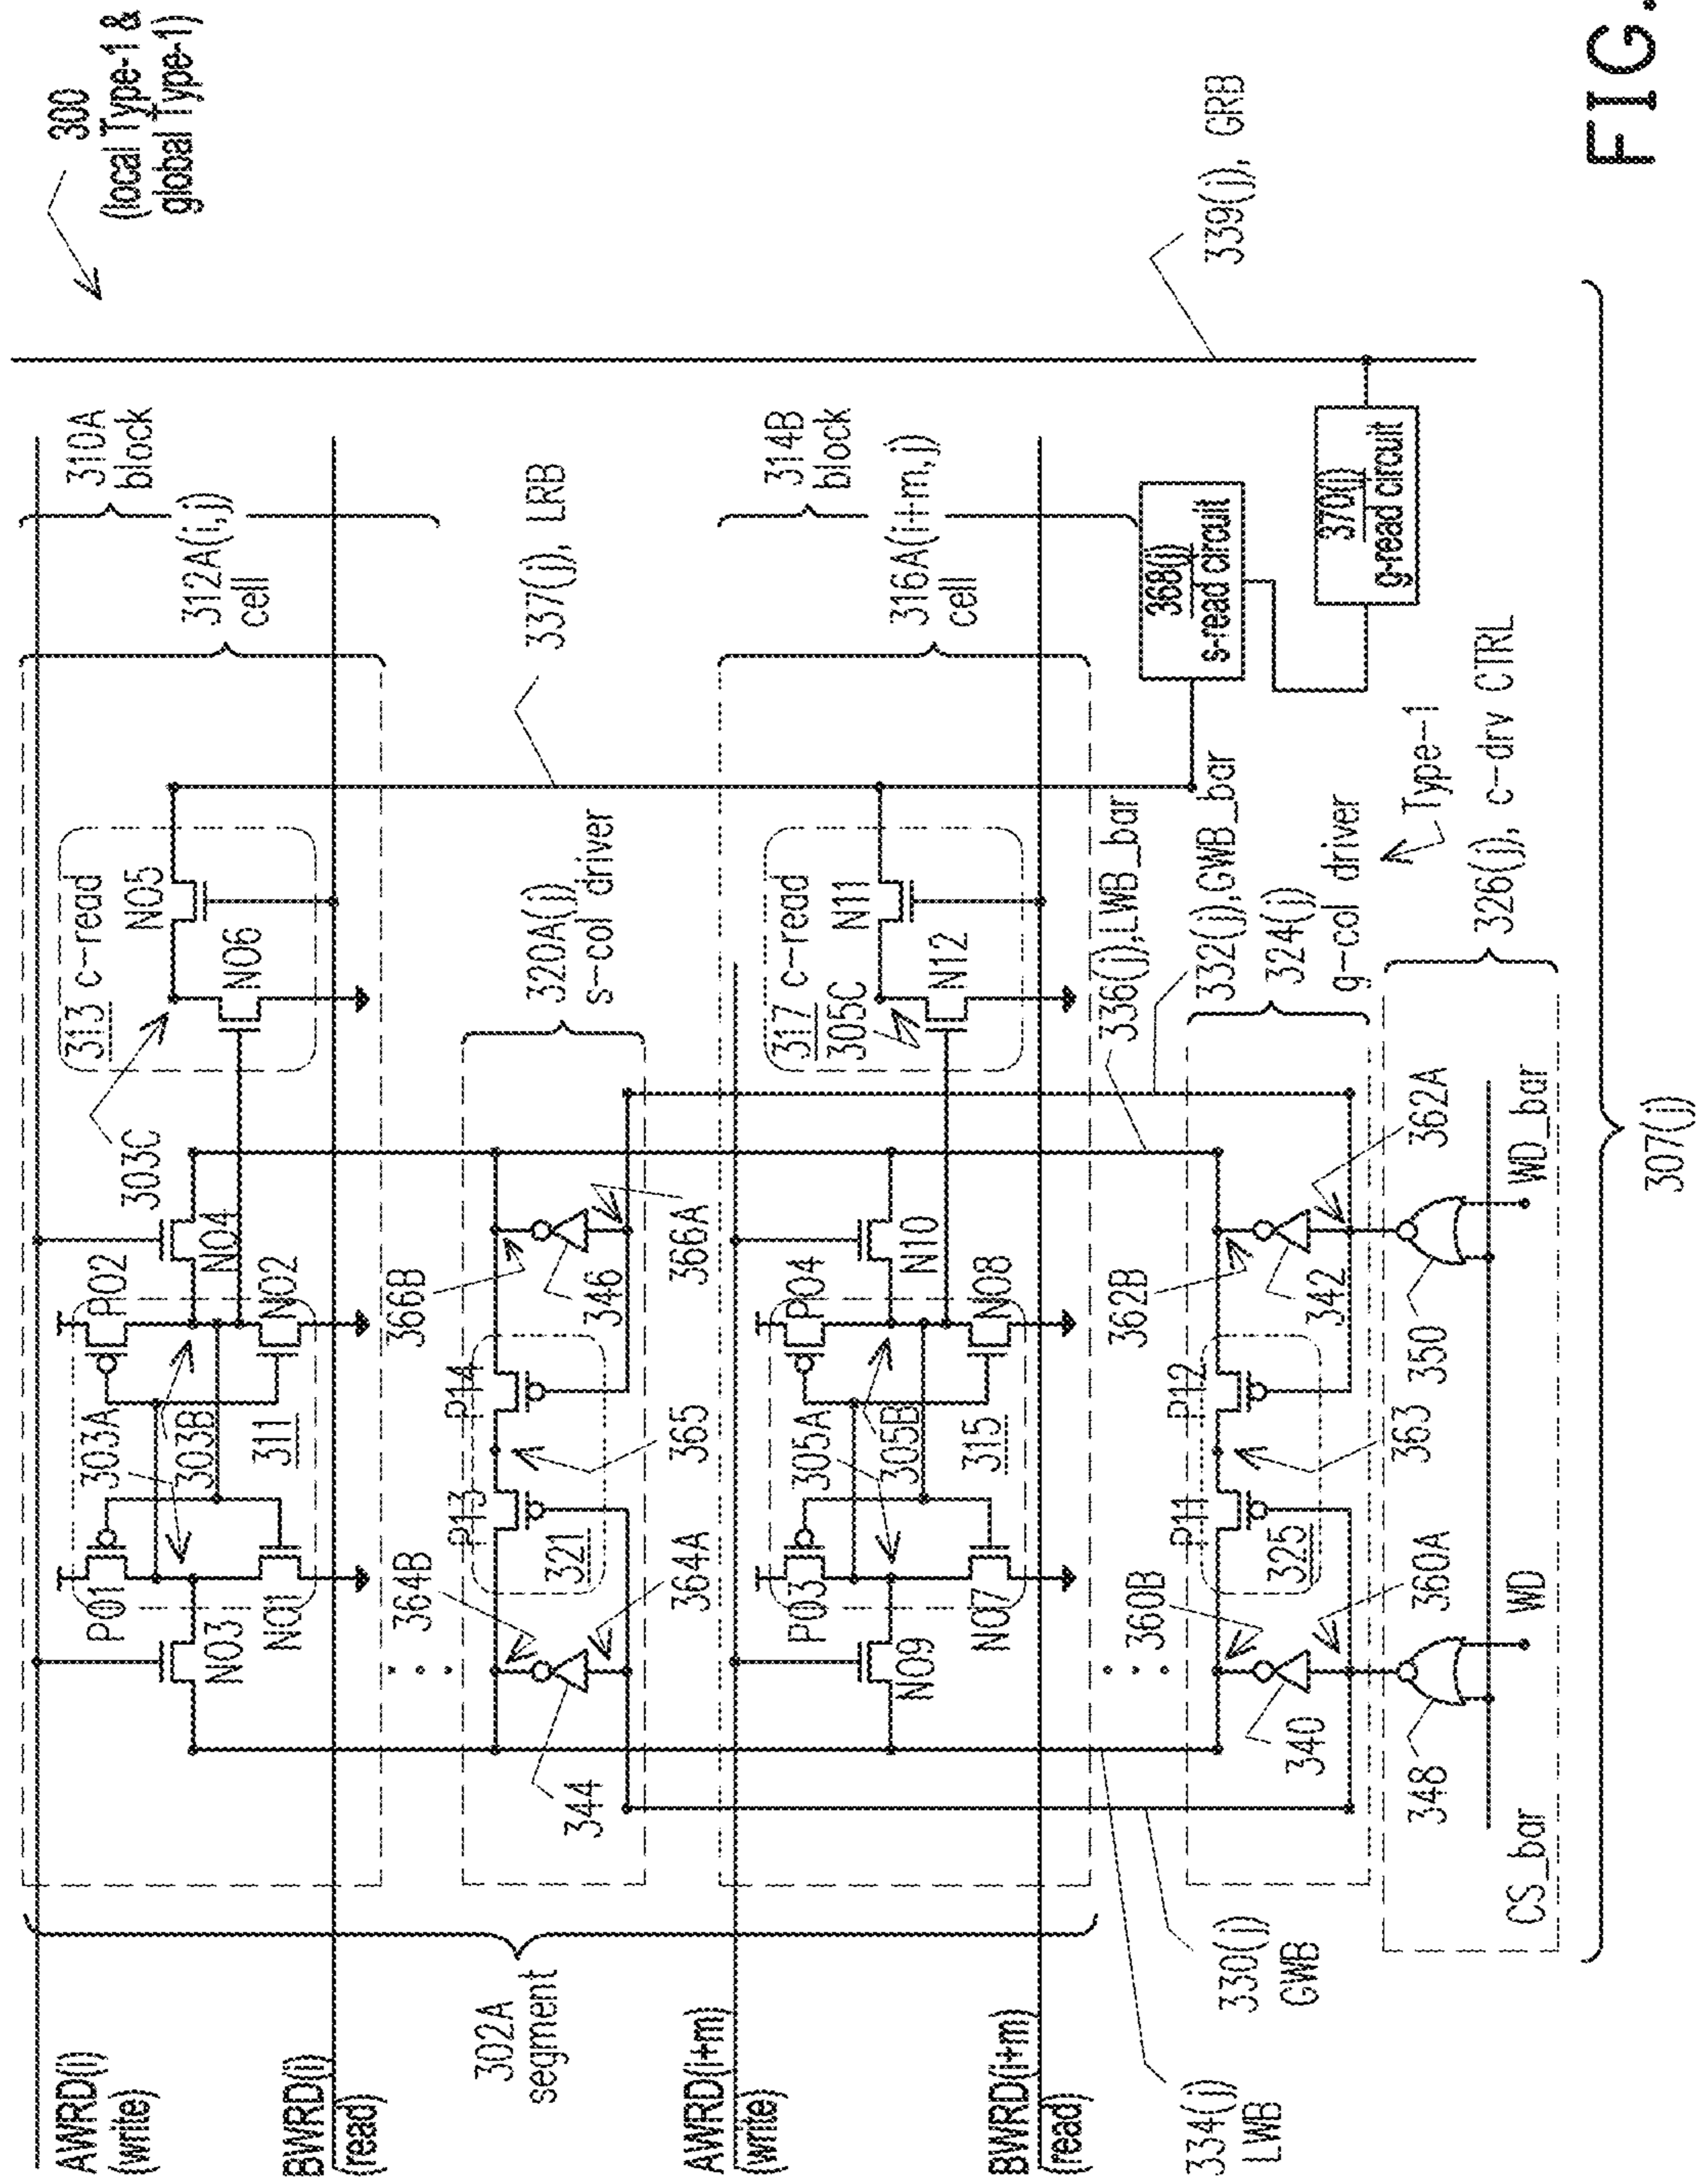 300
(local Type-1 &
global Type-1)
AWRD(i)
(write)
BWRD(i)
(read)
302A
segment
AWRD(i+m)
(write)
BWRD(i+m)
(read)
334(j)
LWB
330(j)
GWB
310A
block
312A(i,j)
cell
313 c-read
N05
N06
303C
P02
N04
N02
303A
303B
311
P01
N03
N01
337(j), LRB
320A(j)
s-col driver
366B
346
366A
P14
P13
321
365
364B
364A
344
314B
block
316A(i+m,j)
cell
317 c-read
305C
N11
N12
P04
N10
N08
305A
305B
315
P03
N09
N07
368(j)
s-read circuit
370(j)
g-read circuit
339(j), GRB
336(j),LWB_bar
332(j),GWB_bar
324(j)
g-col driver
Type-1
326(j), c-drv CTRL
362B
342
362A
P12
P11
325
363
360B
360A
340
350
348
WD_bar
WD
CS_bar
307(j)
FIG.